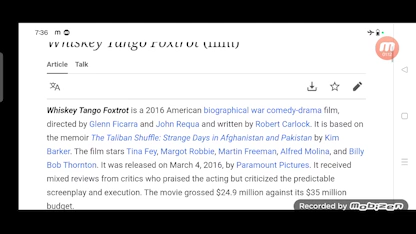 7:36 m
Whiskey Tango Foxtrot (film)
Article Talk
Whiskey Tango Foxtrot is a 2016 American biographical war comedy-drama film,
directed by Glenn Ficarra and John Requa and written by Robert Carlock. It is based on
the memoir The Taliban Shuffle: Strange Days in Afghanistan and Pakistan by Kim
Barker. The film stars Tina Fey, Margot Robbie, Martin Freeman, Alfred Molina, and Billy
Bob Thornton. It was released on March 4, 2016, by Paramount Pictures. It received
mixed reviews from critics who praised the acting but criticized the predictable
screenplay and execution. The movie grossed $24.9 million against its $35 million
budget.
Recorded by Mobizen